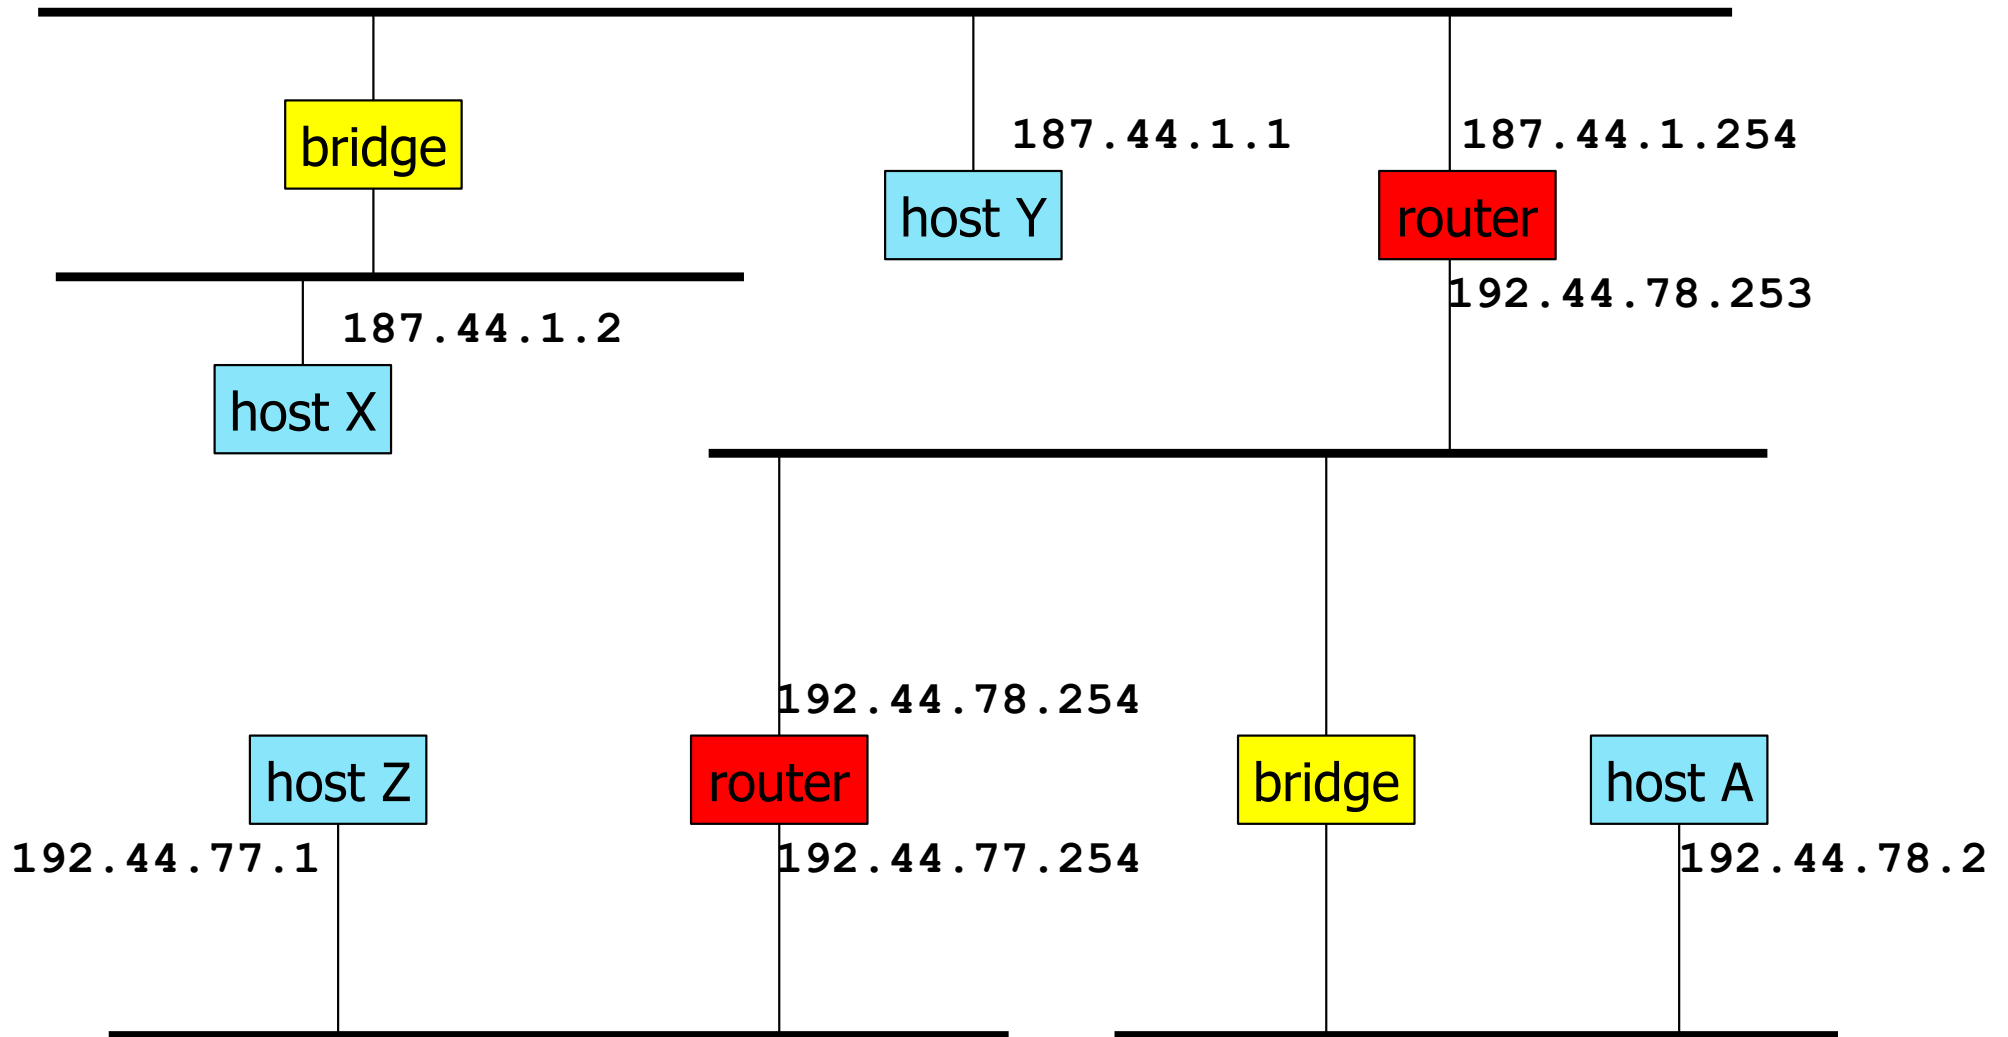 bridge
187.44.1.1
187.44.1.254
host Y
router
192.44.78.253
187.44.1.2
host X
192.44.78.254
host Z
router
bridge
host A
192.44.77.1
192.44.77.254
192.44.78.2